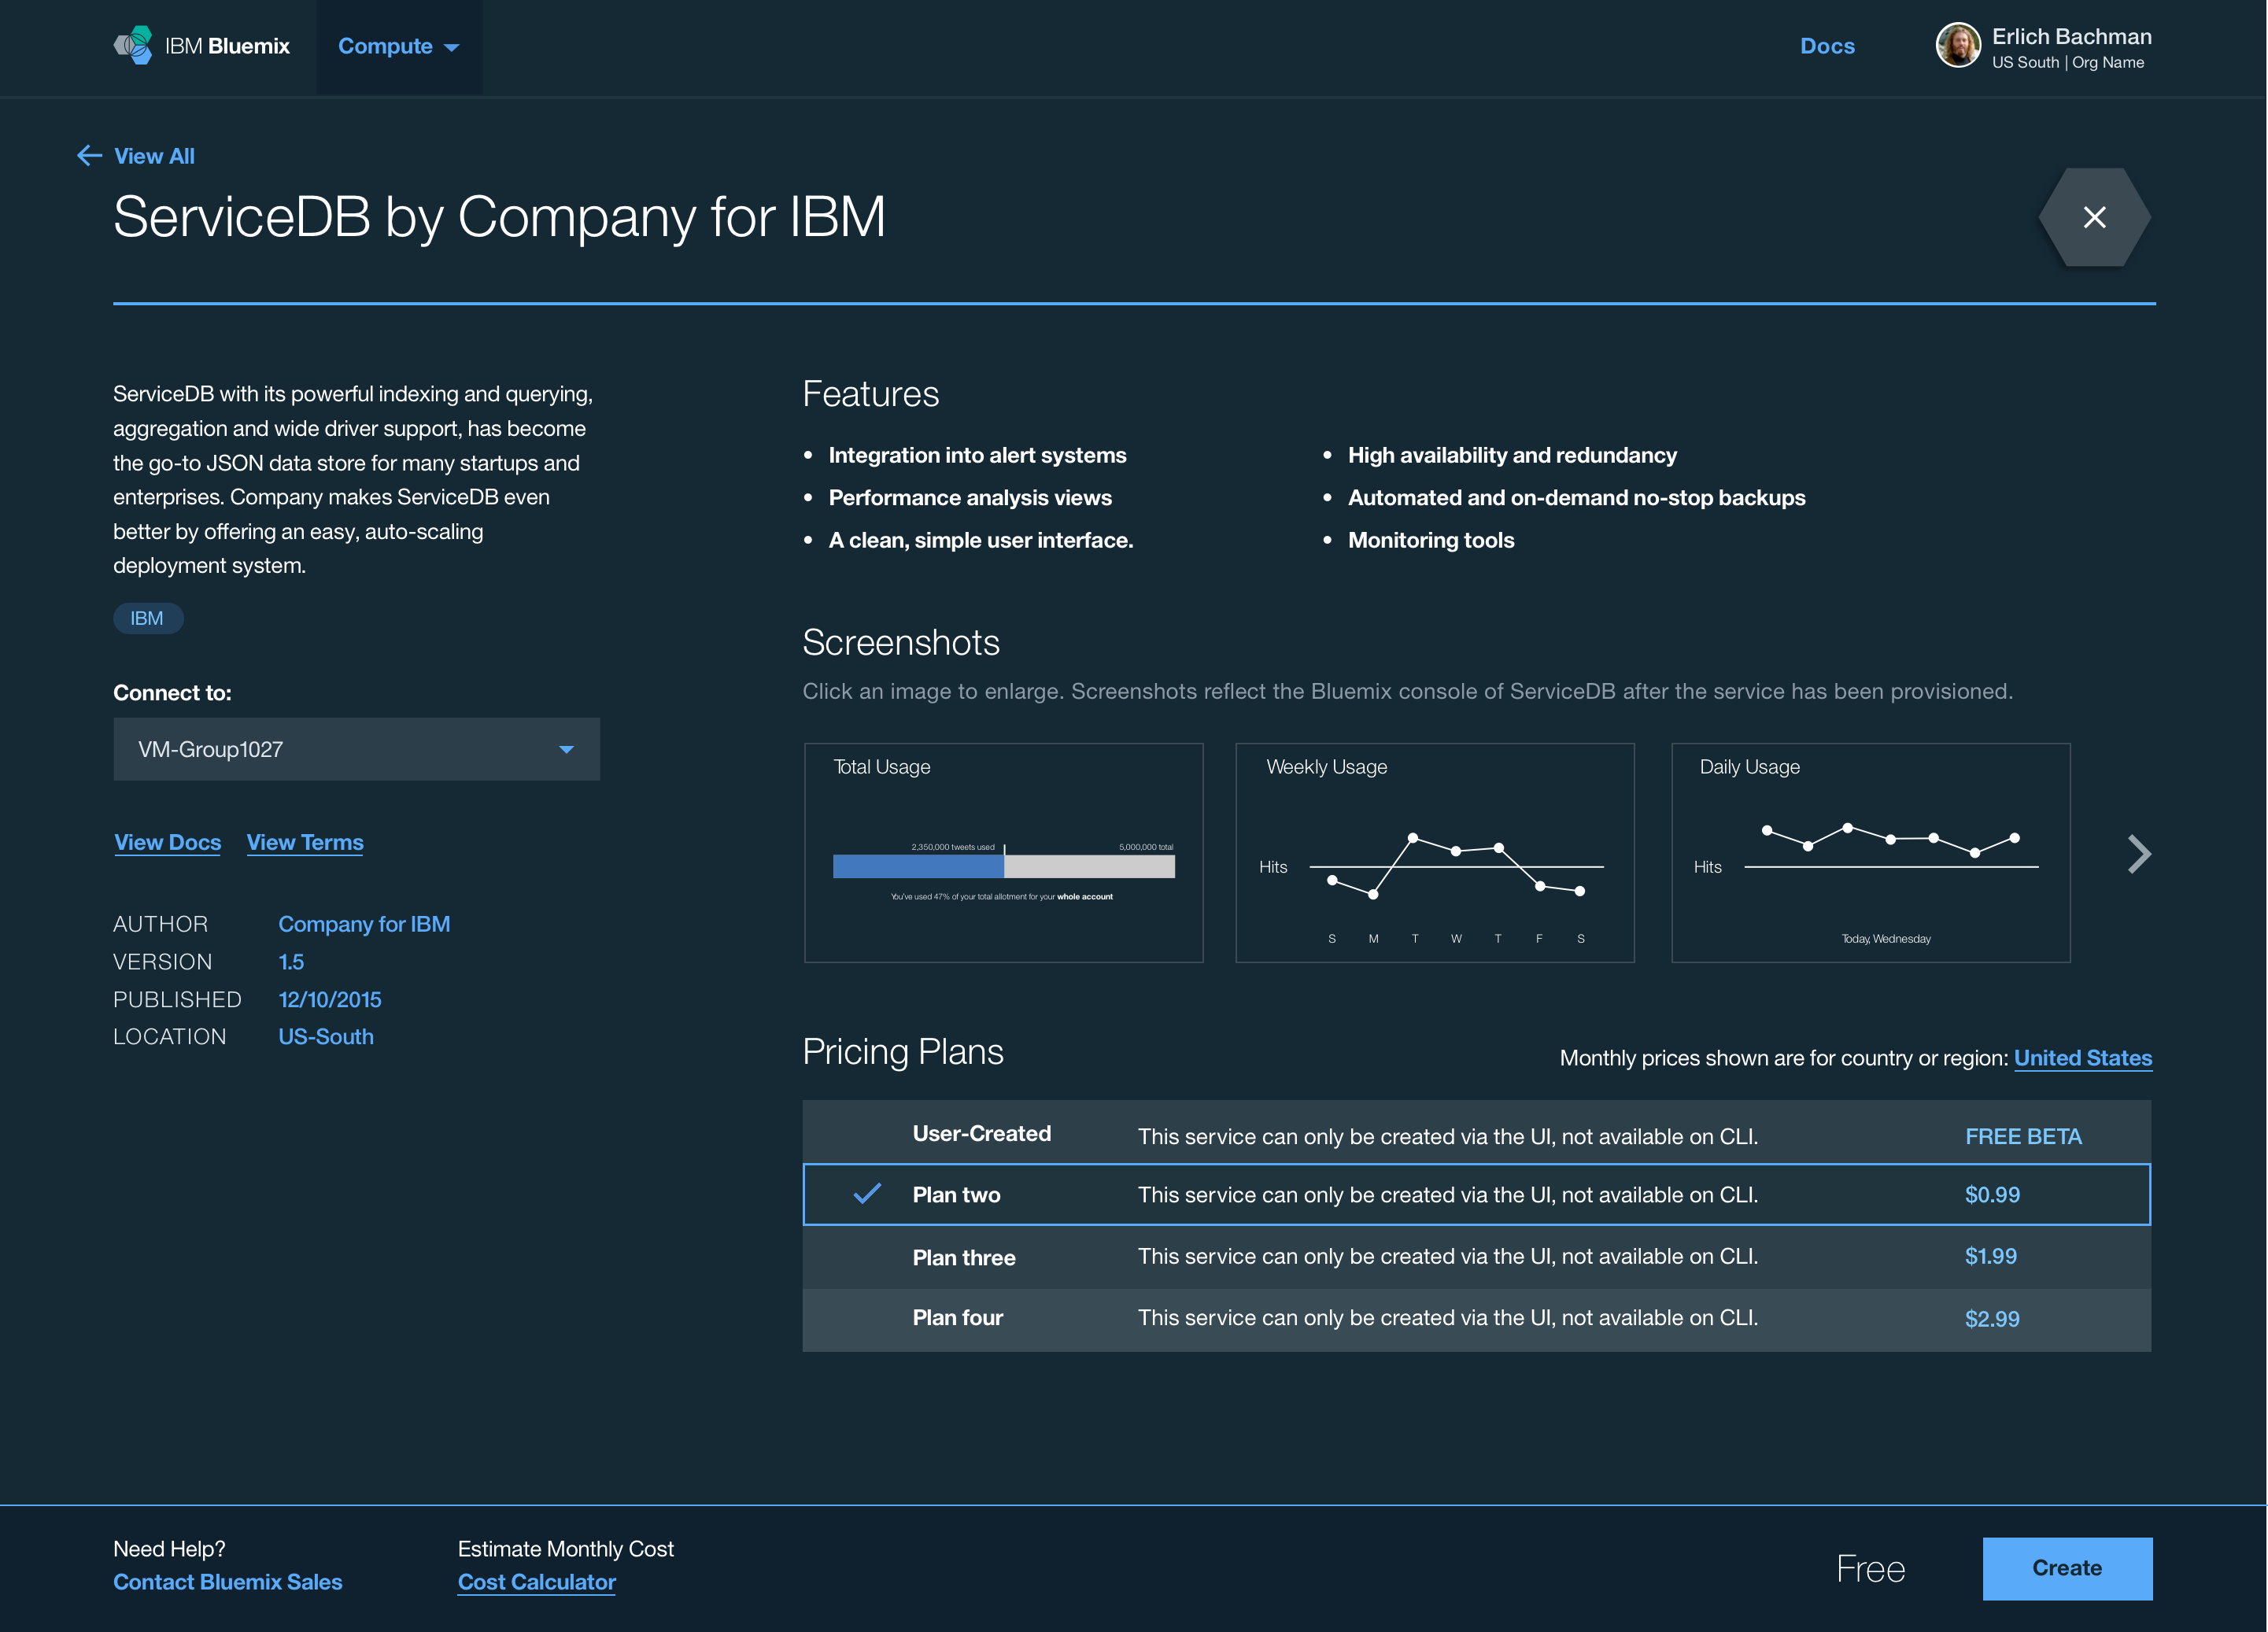 IBM Bluemix
Compute
Docs
Erlich Bachman
US South | Org Name
View All
ServiceDB by Company for IBM
ServiceDB with its powerful indexing and querying,
aggregation and wide driver support, has become
the go-to JSON data store for many startups and
enterprises. Company makes ServiceDB even
better by offering an easy, auto-scaling
deployment system.
IBM
Connect to:
VM-Group1027
View Docs View Terms
AUTHOR Company for IBM
VERSION 1.5
PUBLISHED 12/10/2015
LOCATION US-South
Features
• Integration into alert systems
• Performance analysis views
• A clean, simple user interface.
• High availability and redundancy
• Automated and on-demand no-stop backups
• Monitoring tools
Screenshots
Click an image to enlarge. Screenshots reflect the Bluemix console of ServiceDB after the service has been provisioned.
Total Usage
2,350,000 tweets used 5,000,000 total
You've used 47% of your total allotment for your whole account
Weekly Usage
Hits
S M T W T F S
Daily Usage
Hits
Today, Wednesday
Pricing Plans
Monthly prices shown are for country or region: United States
User-Created This service can only be created via the UI, not available on CLI. FREE BETA
Plan two This service can only be created via the UI, not available on CLI. $0.99
Plan three This service can only be created via the UI, not available on CLI. $1.99
Plan four This service can only be created via the UI, not available on CLI. $2.99
Need Help?
Contact Bluemix Sales
Estimate Monthly Cost
Cost Calculator
Free
Create